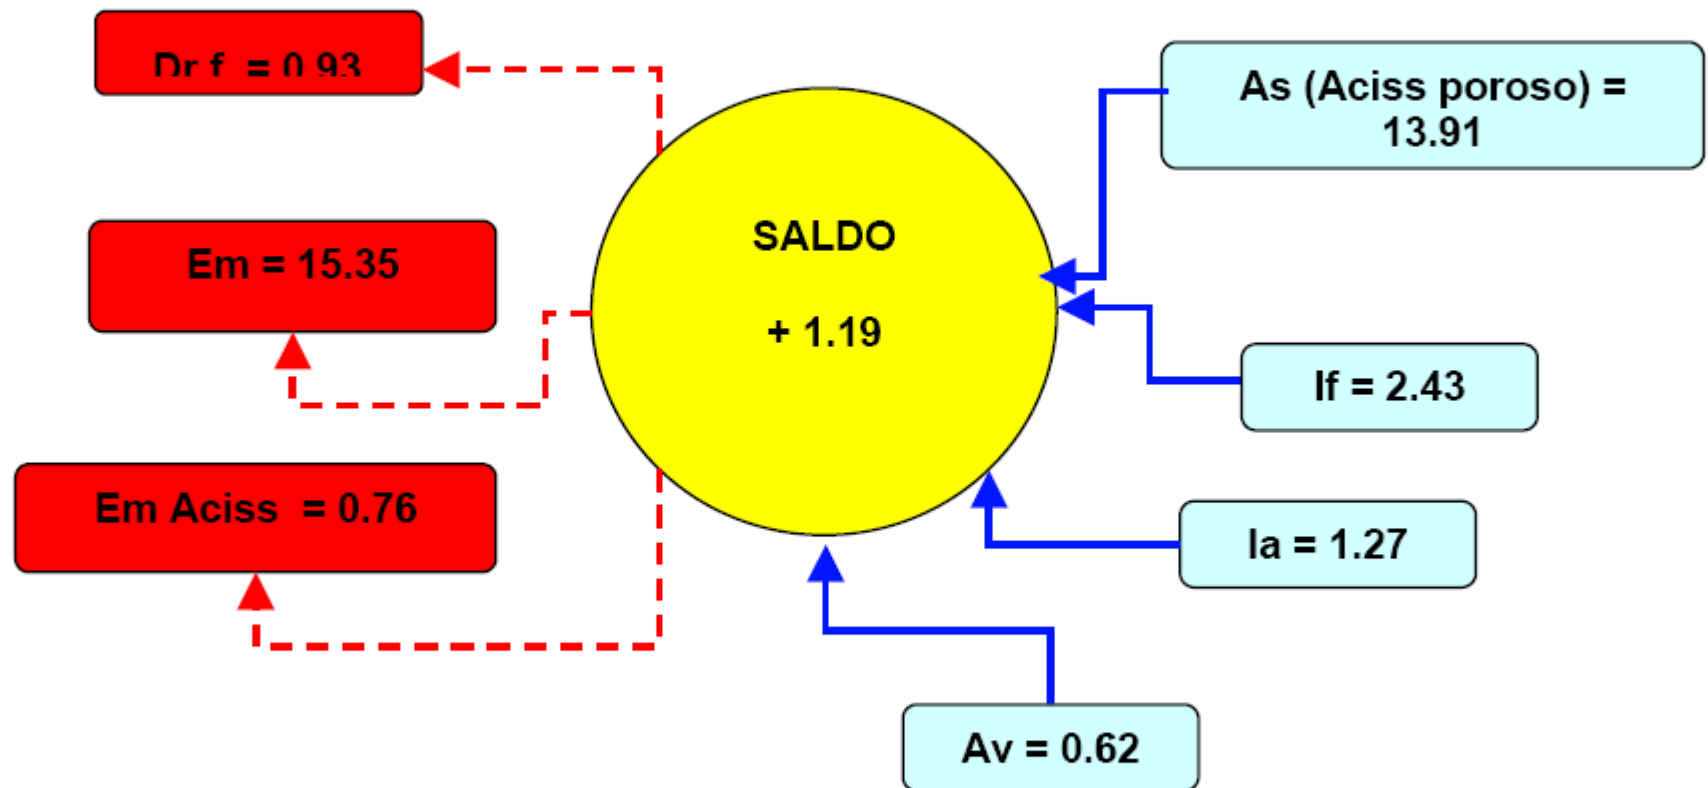 Dr f = 0.93
As (Aciss poroso) =
13.91
SALDO
+ 1.19
Em = 15.35
If = 2.43
Em Aciss = 0.76
Ia = 1.27
Av = 0.62